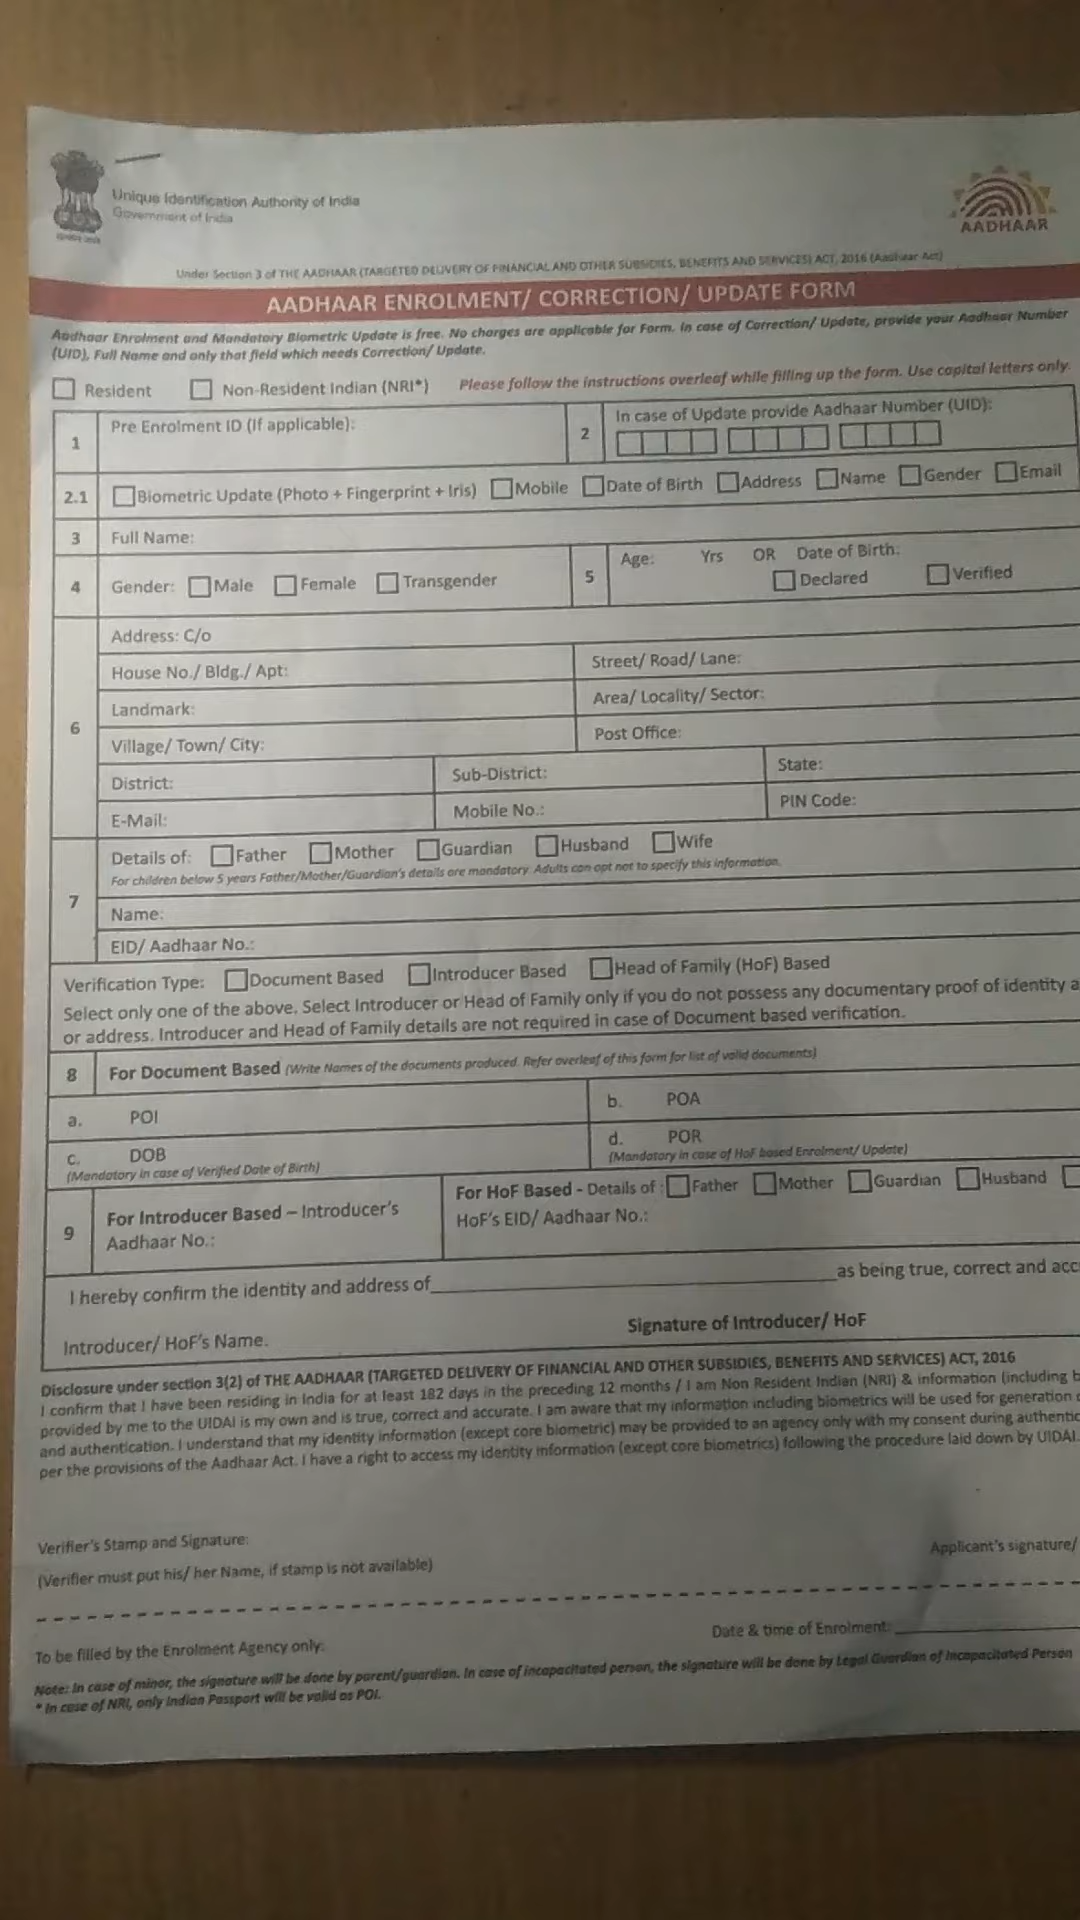 Unique Identification Authority of India
Government of India
AADHAAR
Under Section 3 of THE AADHAAR (TARGETED DELIVERY OF FINANCIAL AND OTHER SUBSIDIES, BENEFITS AND SERVICES) ACT, 2016 (Aadhaar Act)
AADHAAR ENROLMENT/ CORRECTION/ UPDATE FORM
Aadhaar Enrolment and Mandatory Biometric Update is free. No charges are applicable for Form. In case of Correction/ Update, provide your Aadhaar Number
(UID), Full Name and only that field which needs Correction/ Update.
Resident Non-Resident Indian (NRI*) Please follow the instructions overleaf while filling up the form. Use capital letters only.
1 Pre Enrolment ID (If applicable): 2 In case of Update provide Aadhaar Number (UID):
2.1 Biometric Update (Photo + Fingerprint + Iris) Mobile Date of Birth Address Name Gender Email
3 Full Name:
4 Gender: Male Female Transgender 5 Age: Yrs OR Date of Birth:
Declared Verified
6 Address: C/o
House No./ Bldg./ Apt: Street/ Road/ Lane:
Landmark: Area/ Locality/ Sector:
Village/ Town/ City: Post Office:
District: Sub-District: State:
E-Mail: Mobile No.: PIN Code:
7 Details of: Father Mother Guardian Husband Wife
For children below 5 years Father/Mother/Guardian's details are mandatory. Adults can opt not to specify this information.
Name:
EID/ Aadhaar No.:
Verification Type: Document Based Introducer Based Head of Family (HoF) Based
Select only one of the above. Select Introducer or Head of Family only if you do not possess any documentary proof of identity a
or address. Introducer and Head of Family details are not required in case of Document based verification.
8 For Document Based (Write Names of the documents produced. Refer overleaf of this form for list of valid documents)
a. POI b. POA
c. DOB d. POR
(Mandatory in case of Verified Date of Birth) (Mandatory in case of HoF based Enrolment/ Update)
9 For Introducer Based – Introducer's
Aadhaar No.:
For HoF Based - Details of : Father Mother Guardian Husband
HoF's EID/ Aadhaar No.:
I hereby confirm the identity and address of as being true, correct and acc
Introducer/ HoF's Name. Signature of Introducer/ HoF
Disclosure under section 3(2) of THE AADHAAR (TARGETED DELIVERY OF FINANCIAL AND OTHER SUBSIDIES, BENEFITS AND SERVICES) ACT, 2016
I confirm that I have been residing in India for at least 182 days in the preceding 12 months / I am Non Resident Indian (NRI) & information (including b
provided by me to the UIDAI is my own and is true, correct and accurate. I am aware that my information including biometrics will be used for generation
and authentication. I understand that my identity information (except core biometric) may be provided to an agency only with my consent during authentic
per the provisions of the Aadhaar Act. I have a right to access my identity information (except core biometrics) following the procedure laid down by UIDAI.
Verifier's Stamp and Signature:
Applicant's signature/
(Verifier must put his/ her Name, if stamp is not available)
To be filled by the Enrolment Agency only: Date & time of Enrolment:
Note: In case of minor, the signature will be done by parent/guardian. In case of incapacitated person, the signature will be done by Legal Guardian of Incapacitated Person
* In case of NRI, only Indian Passport will be valid as POI.